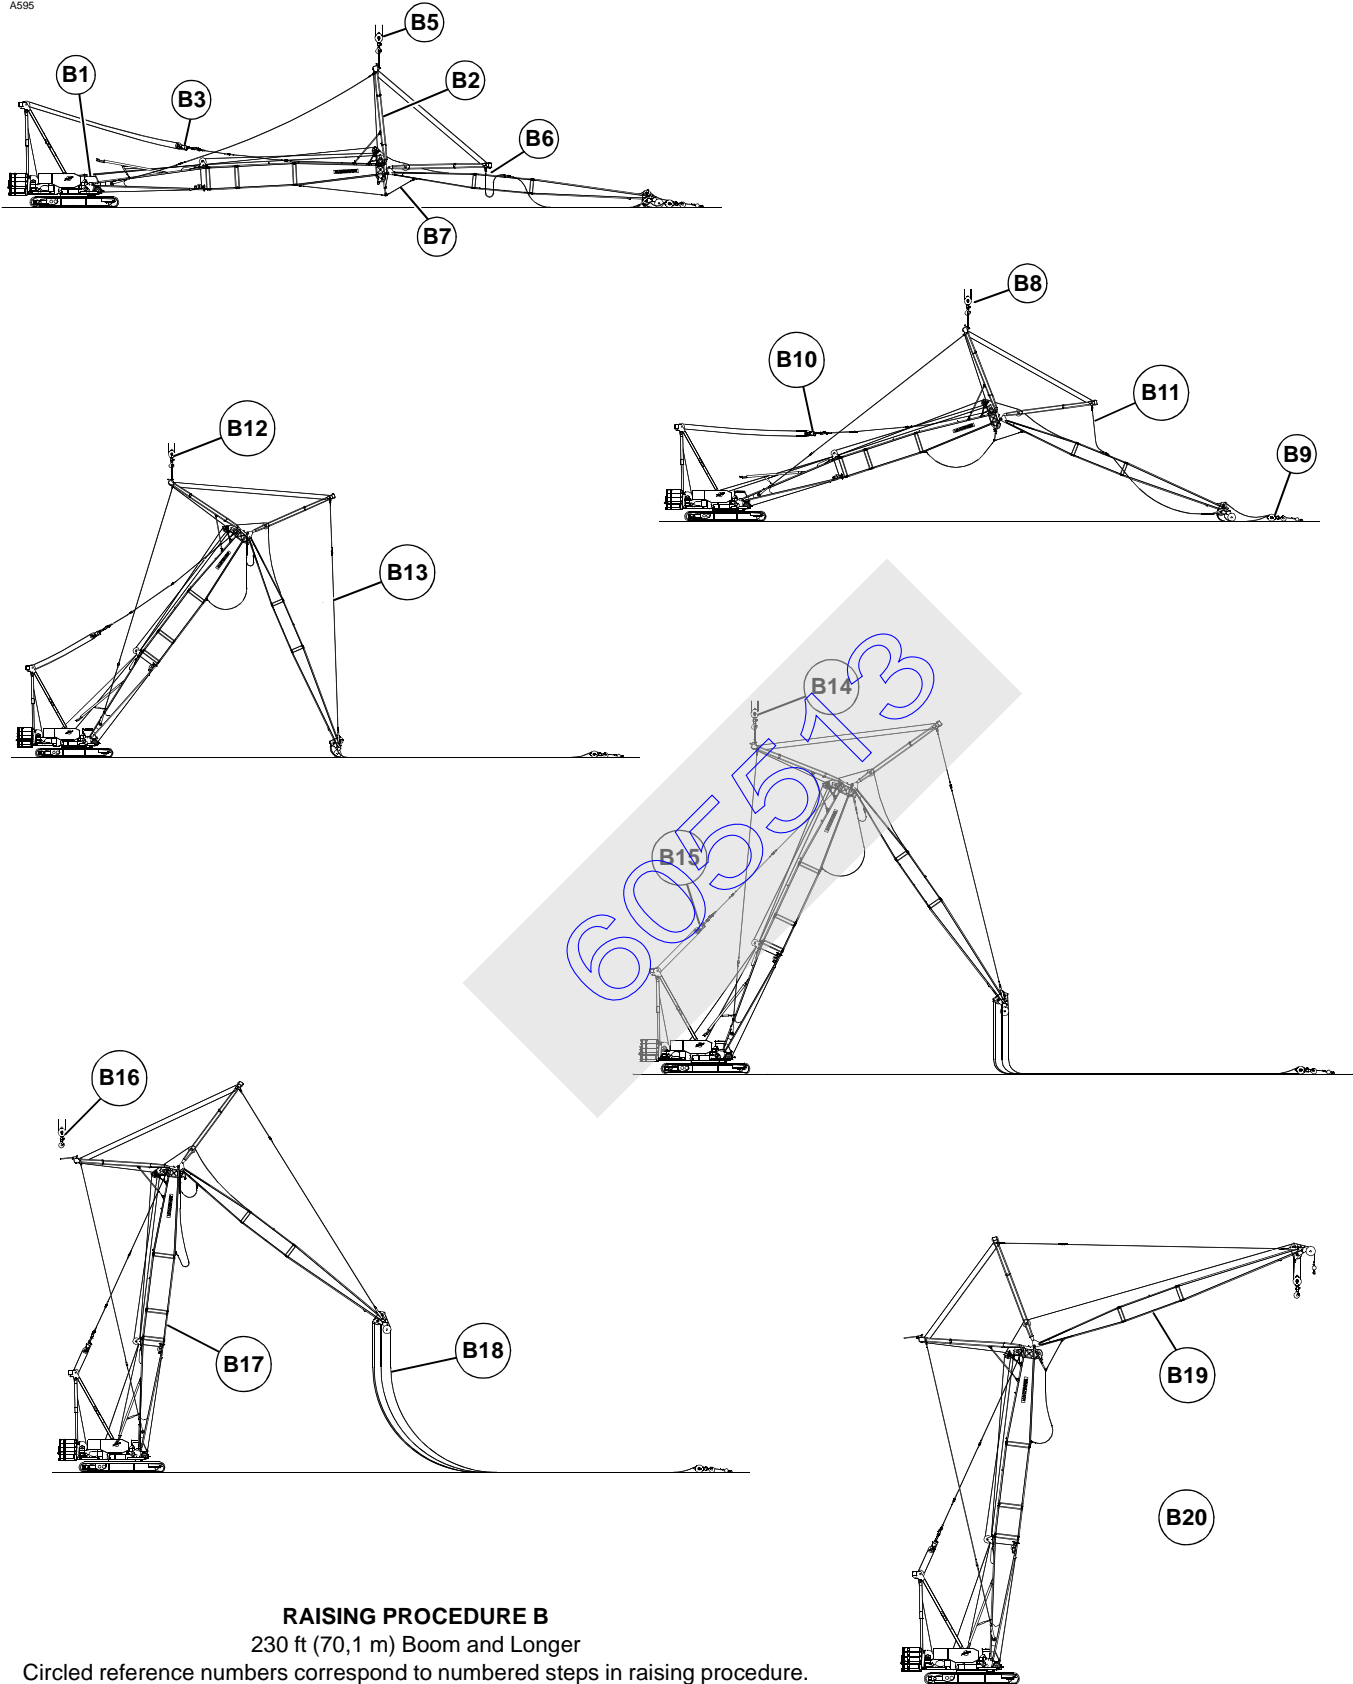 A595
B5
B1
B2
B3
B6
B7
B8
B10
B11
B12
B9
B13
B14
B15
6055513
B16
B17
B18
B19
B20
RAISING PROCEDURE B
230 ft (70,1 m) Boom and Longer
Circled reference numbers correspond to numbered steps in raising procedure.